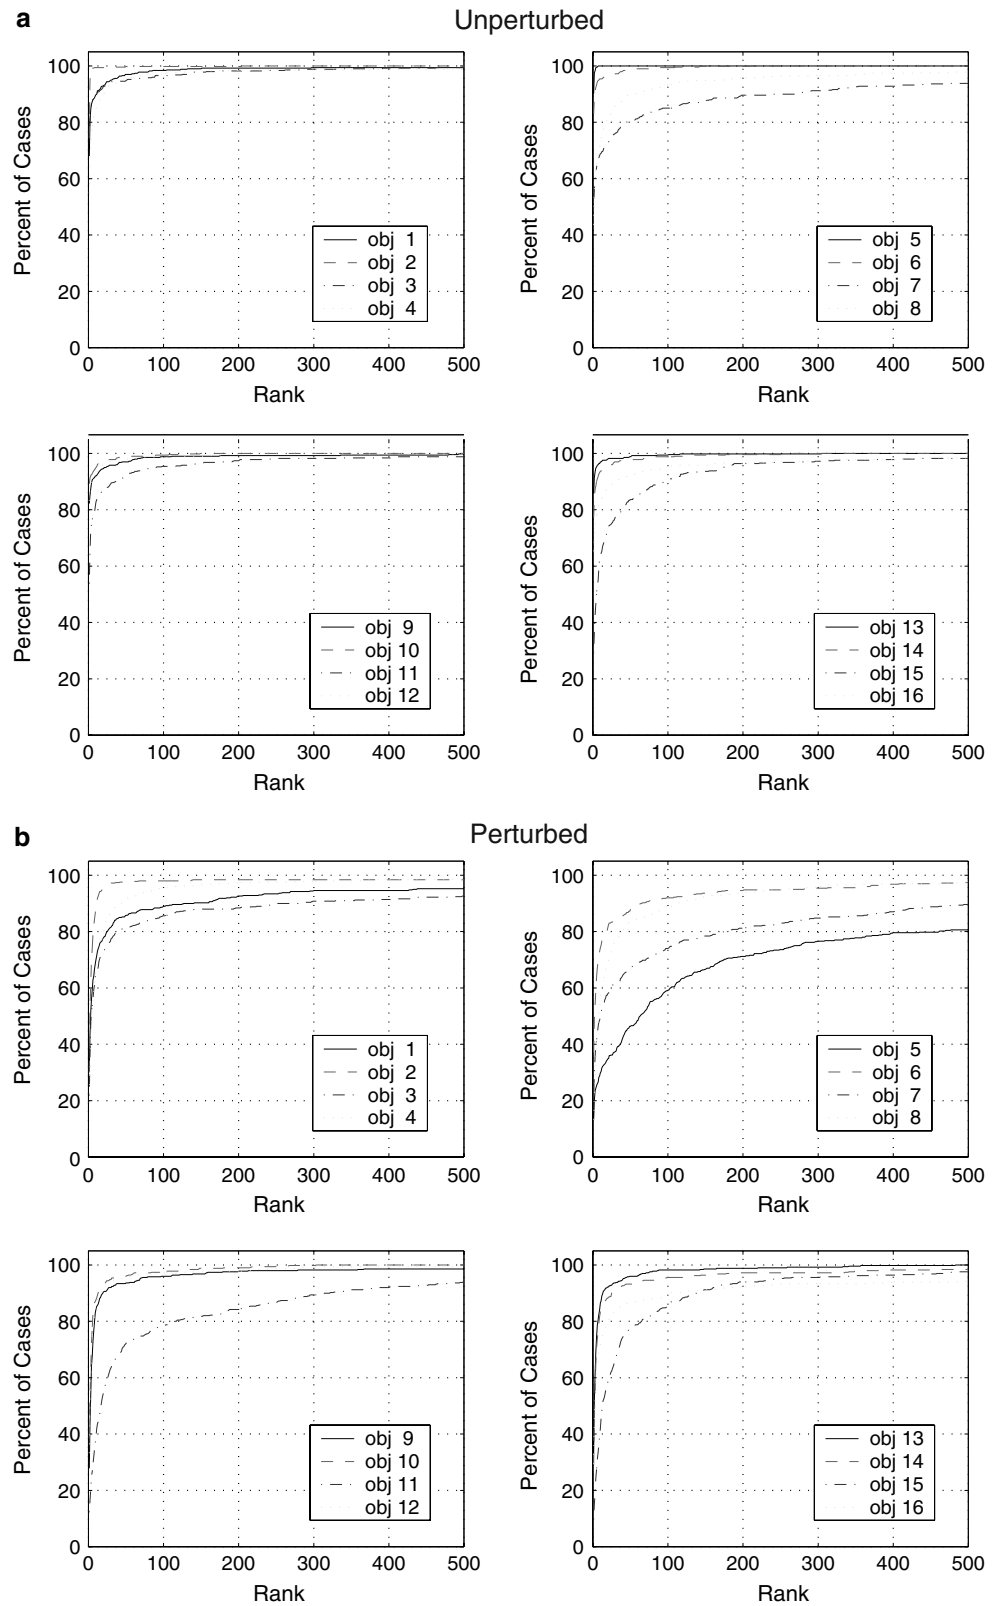 a
Unperturbed
100
80
60
40
20
0
Percent of Cases
obj 1
obj 2
obj 3
obj 4
0 100 200 300 400 500
Rank
100
80
60
40
20
0
Percent of Cases
obj 5
obj 6
obj 7
obj 8
0 100 200 300 400 500
Rank
100
80
60
40
20
0
Percent of Cases
obj 9
obj 10
obj 11
obj 12
0 100 200 300 400 500
Rank
100
80
60
40
20
0
Percent of Cases
obj 13
obj 14
obj 15
obj 16
0 100 200 300 400 500
Rank
b
Perturbed
100
80
60
40
20
0
Percent of Cases
obj 1
obj 2
obj 3
obj 4
0 100 200 300 400 500
Rank
100
80
60
40
20
0
Percent of Cases
obj 5
obj 6
obj 7
obj 8
0 100 200 300 400 500
Rank
100
80
60
40
20
0
Percent of Cases
obj 9
obj 10
obj 11
obj 12
0 100 200 300 400 500
Rank
100
80
60
40
20
0
Percent of Cases
obj 13
obj 14
obj 15
obj 16
0 100 200 300 400 500
Rank